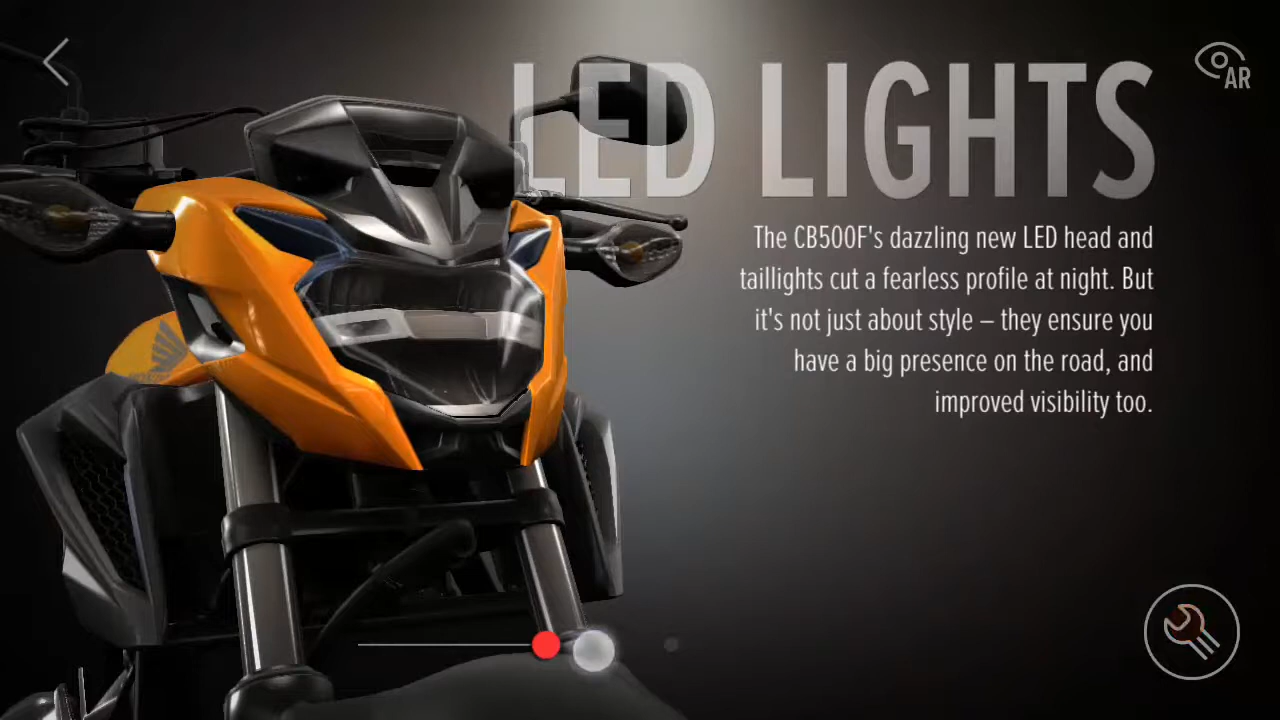 LED LIGHTS
AR
The CB500F's dazzling new LED head and
taillights cut a fearless profile at night. But
it's not just about style – they ensure you
have a big presence on the road, and
improved visibility too.